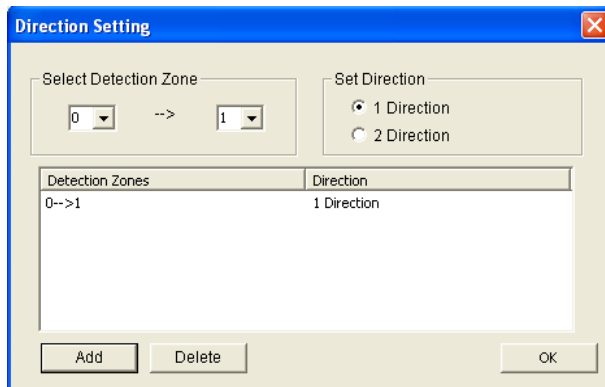 Direction Setting
Select Detection Zone
Set Direction
0 --> 1
1 Direction
2 Direction
Detection Zones Direction
0-->1 1 Direction
Add Delete OK